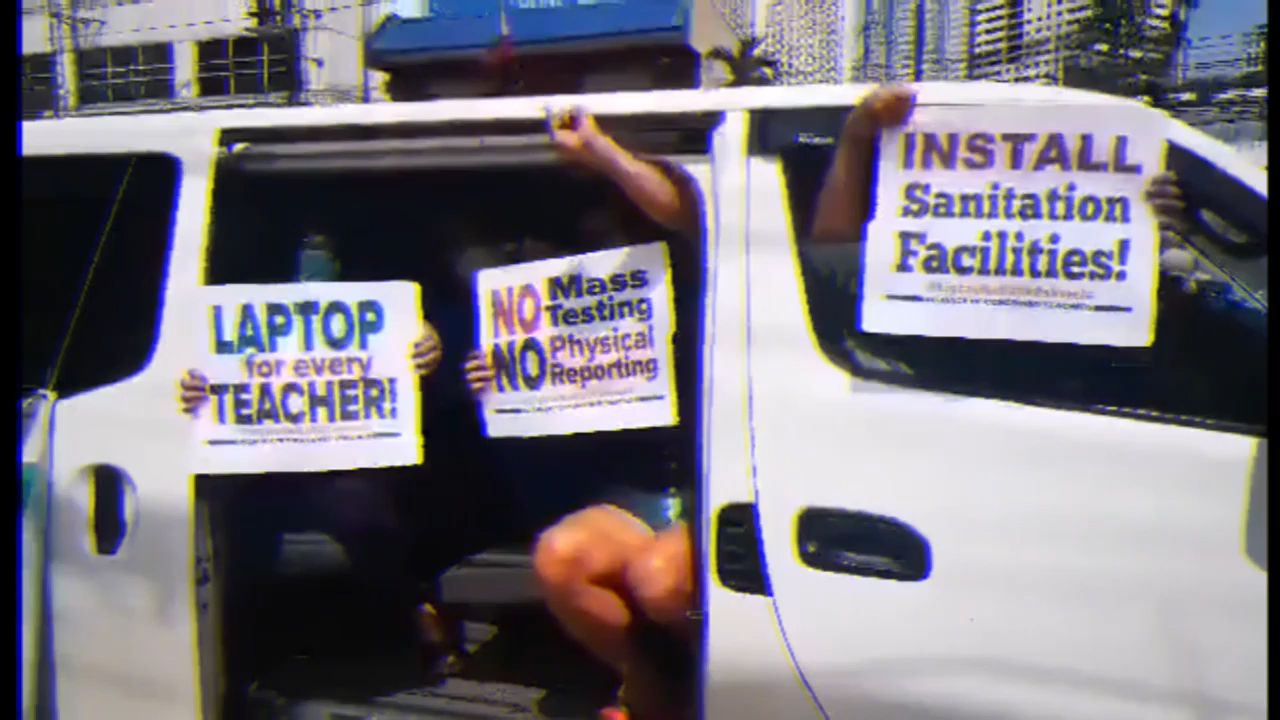 LAPTOP
for every
TEACHER!
NO Mass
Testing
NO Physical
Reporting
INSTALL
Sanitation
Facilities!